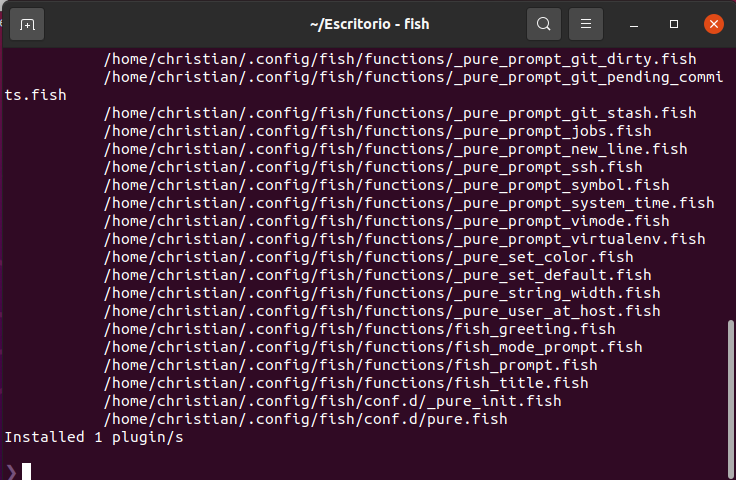 ~/Escritorio - fish
/home/christian/.config/fish/functions/_pure_prompt_git_dirty.fish
/home/christian/.config/fish/functions/_pure_prompt_git_pending_commi
ts.fish
/home/christian/.config/fish/functions/_pure_prompt_git_stash.fish
/home/christian/.config/fish/functions/_pure_prompt_jobs.fish
/home/christian/.config/fish/functions/_pure_prompt_new_line.fish
/home/christian/.config/fish/functions/_pure_prompt_ssh.fish
/home/christian/.config/fish/functions/_pure_prompt_symbol.fish
/home/christian/.config/fish/functions/_pure_prompt_system_time.fish
/home/christian/.config/fish/functions/_pure_prompt_vimode.fish
/home/christian/.config/fish/functions/_pure_prompt_virtualenv.fish
/home/christian/.config/fish/functions/_pure_set_color.fish
/home/christian/.config/fish/functions/_pure_set_default.fish
/home/christian/.config/fish/functions/_pure_string_width.fish
/home/christian/.config/fish/functions/_pure_user_at_host.fish
/home/christian/.config/fish/functions/fish_greeting.fish
/home/christian/.config/fish/functions/fish_mode_prompt.fish
/home/christian/.config/fish/functions/fish_prompt.fish
/home/christian/.config/fish/functions/fish_title.fish
/home/christian/.config/fish/conf.d/_pure_init.fish
/home/christian/.config/fish/conf.d/pure.fish
Installed 1 plugin/s
❯